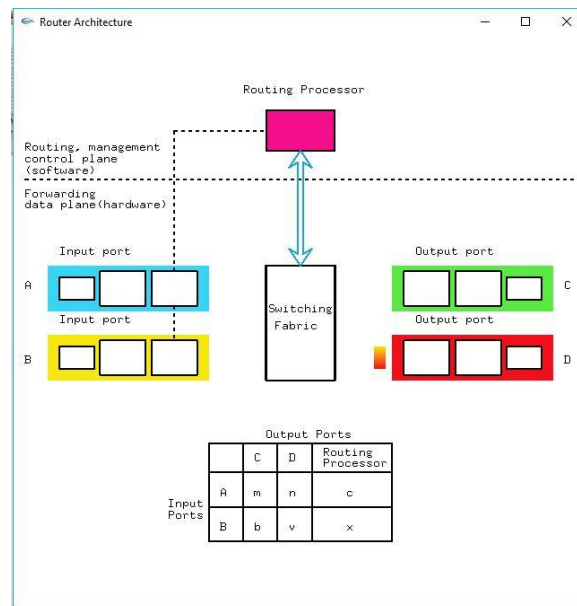 Router Architecture
Routing Processor
Routing, management
control plane
(software)
Forwarding
data plane(hardware)
Input port
Output port
A
C
Input port
Output port
Switching
Fabric
B
D
Output Ports
C D Routing
Processor
Input
Ports
A m n c
B b v x